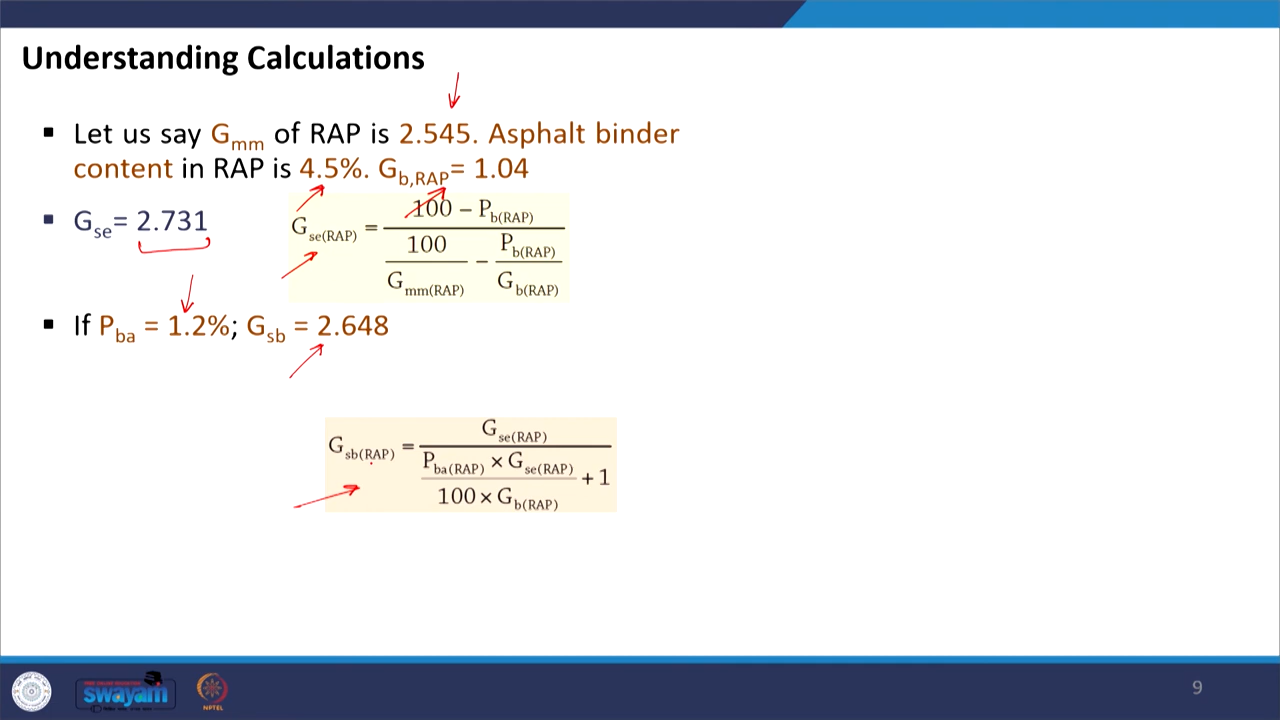 Understanding Calculations
▪ Let us say Gmm of RAP is 2.545. Asphalt binder
content in RAP is 4.5%. Gb,RAP= 1.04
▪ Gse= 2.731
Gse(RAP) = (100 − Pb(RAP)) / (100/Gmm(RAP) − Pb(RAP)/Gb(RAP))
▪ If Pba = 1.2%; Gsb = 2.648
Gsb(RAP) = Gse(RAP) / ((Pba(RAP) × Gse(RAP))/(100 × Gb(RAP)) + 1)
swayam
NPTEL
9